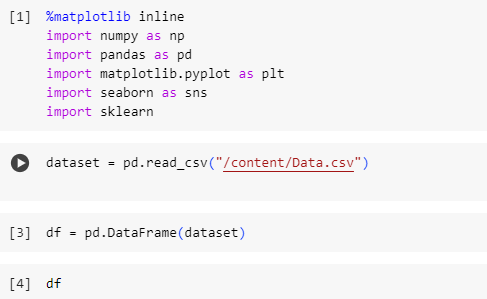 [1] %matplotlib inline
import numpy as np
import pandas as pd
import matplotlib.pyplot as plt
import seaborn as sns
import sklearn
dataset = pd.read_csv("/content/Data.csv")
[3] df = pd.DataFrame(dataset)
[4] df